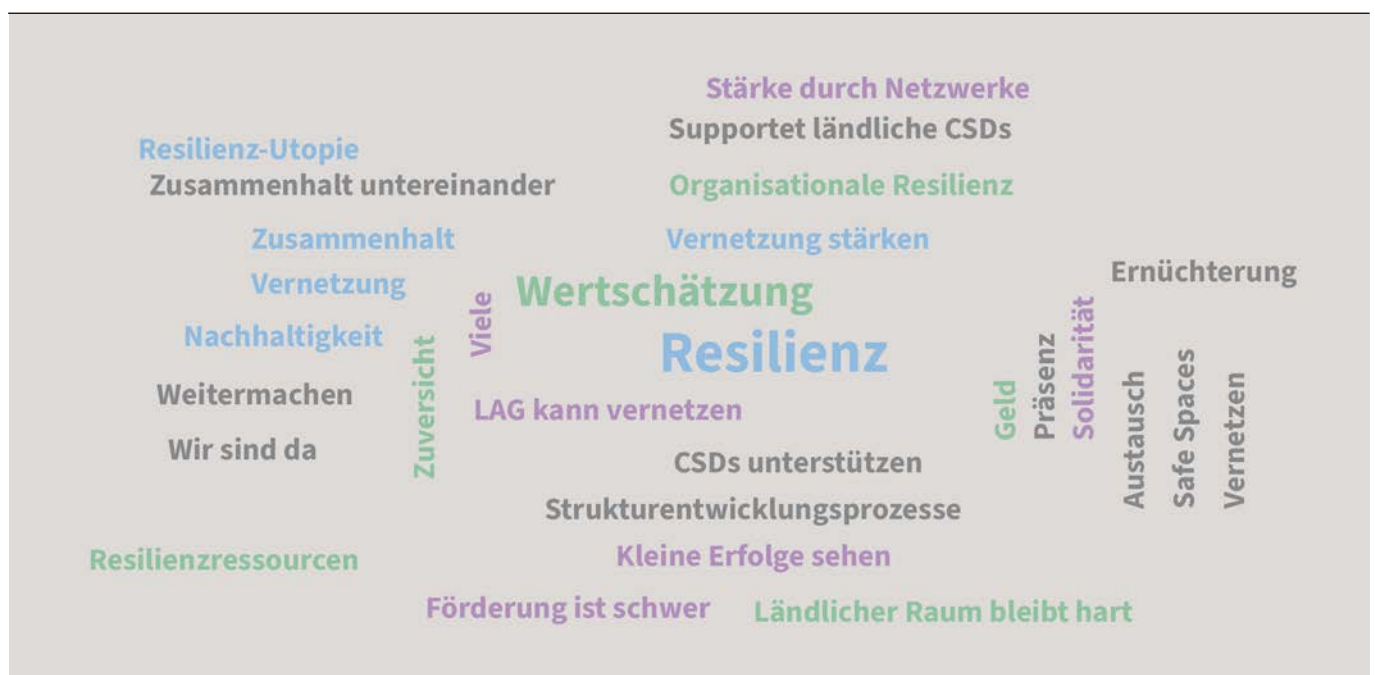 Stärke durch Netzwerke
Supportet ländliche CSDs
Resilienz-Utopie
Zusammenhalt untereinander
Organisationale Resilienz
Zusammenhalt
Vernetzung stärken
Ernüchterung
Vernetzung
Wertschätzung
Viele
Nachhaltigkeit
Resilienz
Zuversicht
Geld
Präsenz
Solidarität
Austausch
Safe Spaces
Vernetzen
Weitermachen
LAG kann vernetzen
Wir sind da
CSDs unterstützen
Strukturentwicklungsprozesse
Resilienzressourcen
Kleine Erfolge sehen
Förderung ist schwer
Ländlicher Raum bleibt hart